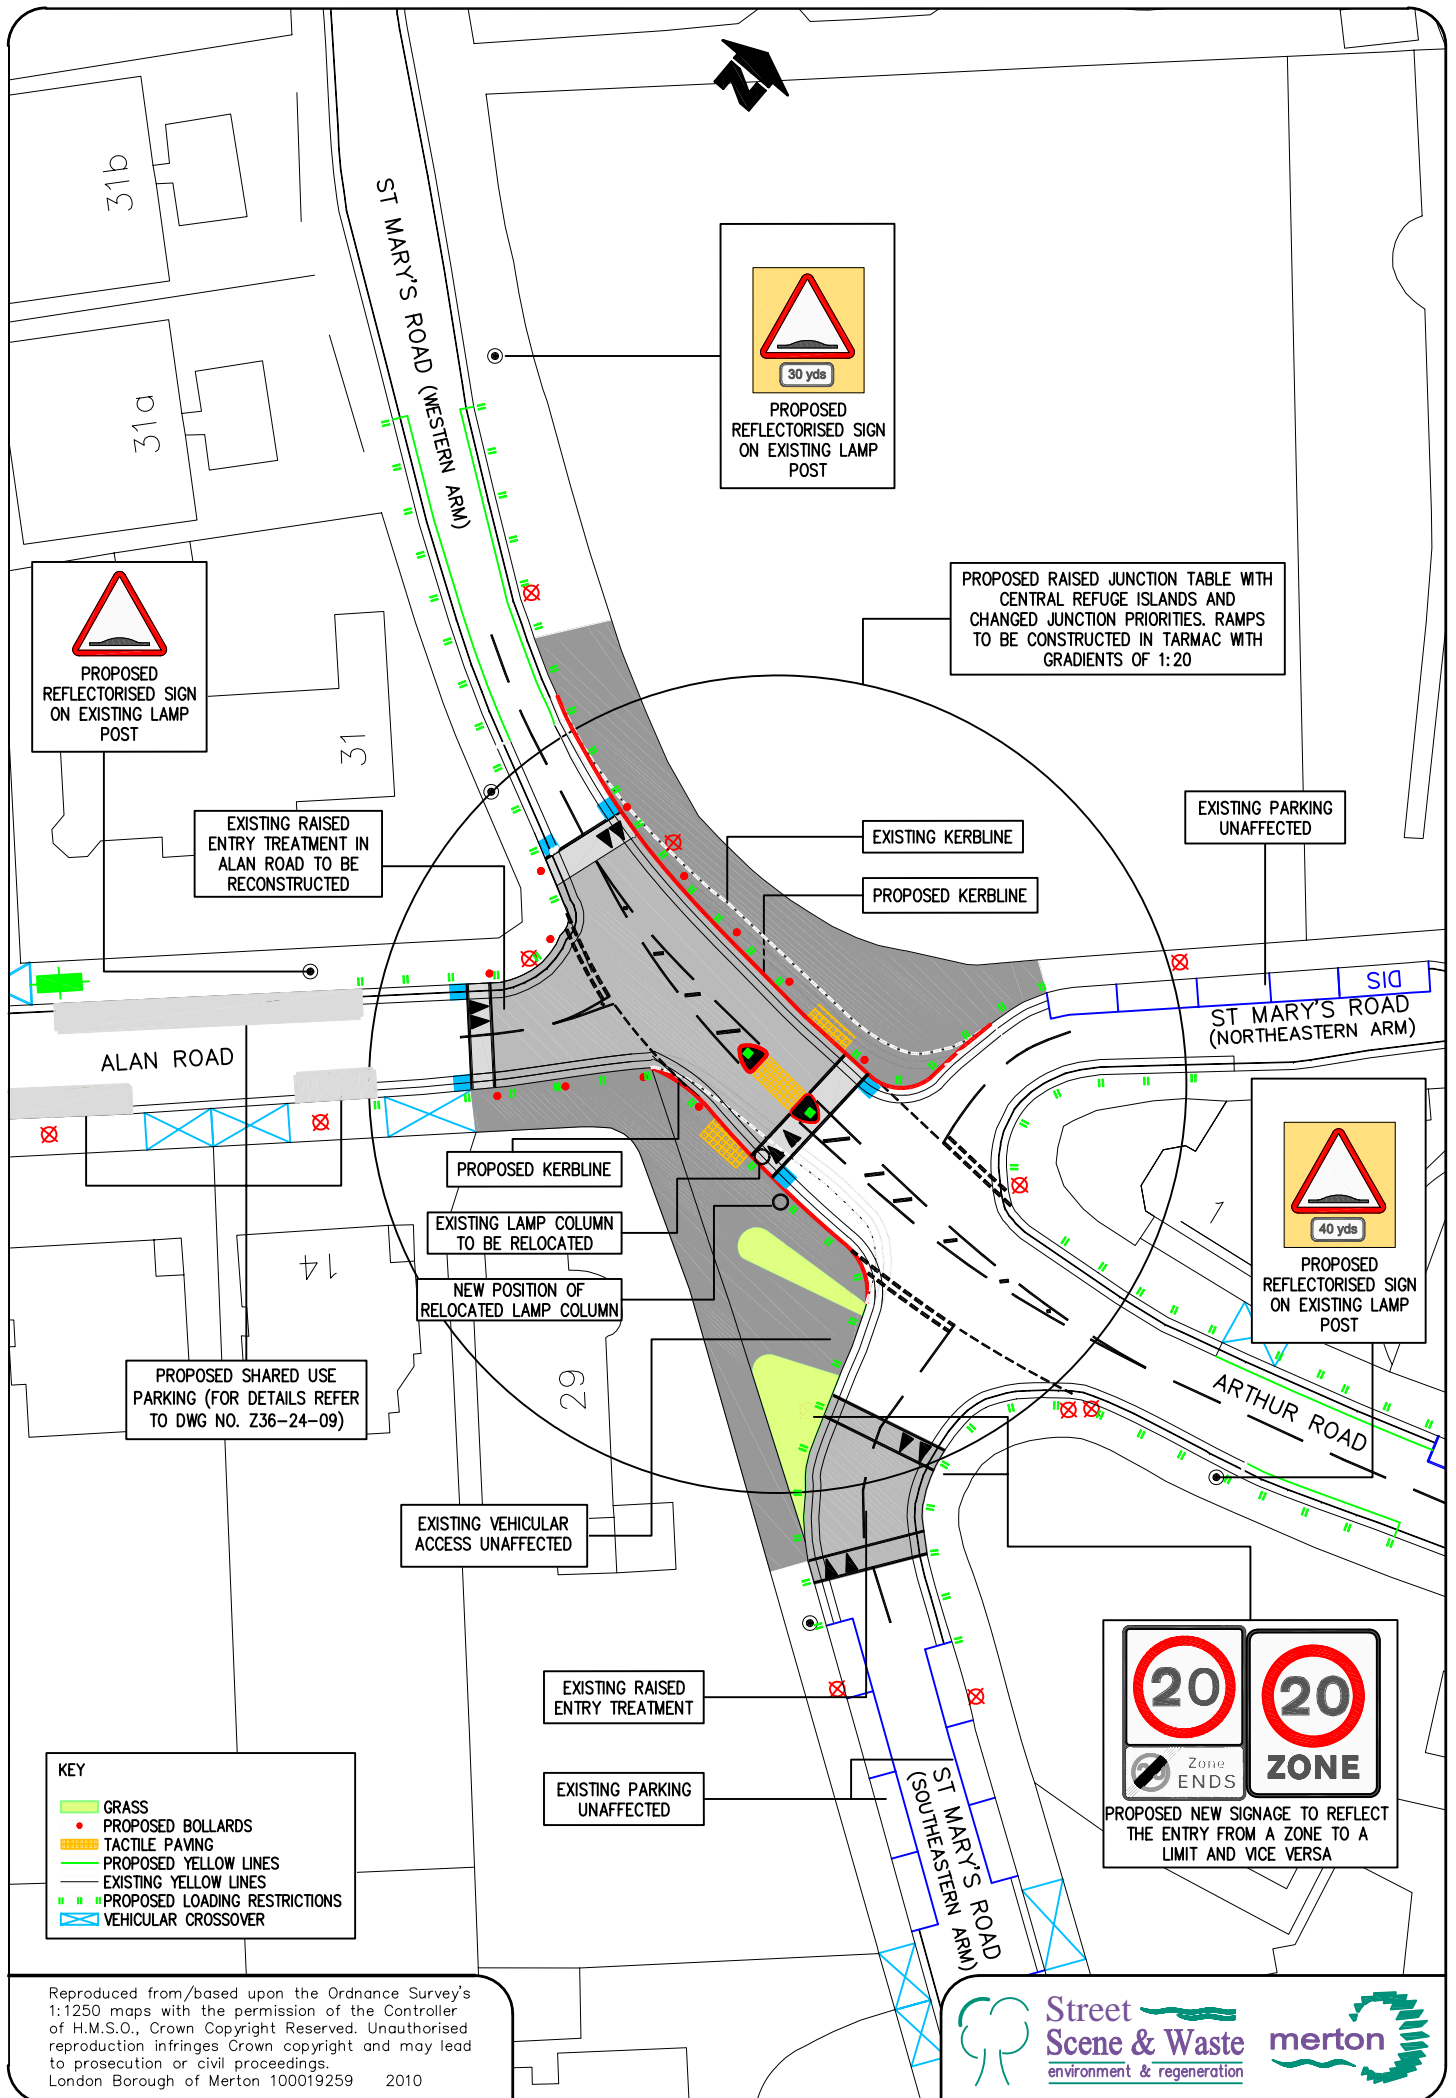 31b
31a
31
ST MARY'S ROAD (WESTERN ARM)
30 yds
PROPOSED
REFLECTORISED SIGN
ON EXISTING LAMP
POST
PROPOSED
REFLECTORISED SIGN
ON EXISTING LAMP
POST
PROPOSED RAISED JUNCTION TABLE WITH
CENTRAL REFUGE ISLANDS AND
CHANGED JUNCTION PRIORITIES. RAMPS
TO BE CONSTRUCTED IN TARMAC WITH
GRADIENTS OF 1:20
EXISTING RAISED
ENTRY TREATMENT IN
ALAN ROAD TO BE
RECONSTRUCTED
EXISTING KERBLINE
PROPOSED KERBLINE
EXISTING PARKING
UNAFFECTED
DIS
ST MARY'S ROAD
(NORTHEASTERN ARM)
ALAN ROAD
PROPOSED KERBLINE
EXISTING LAMP COLUMN
TO BE RELOCATED
NEW POSITION OF
RELOCATED LAMP COLUMN
14
29
1
40 yds
PROPOSED
REFLECTORISED SIGN
ON EXISTING LAMP
POST
PROPOSED SHARED USE
PARKING (FOR DETAILS REFER
TO DWG NO. Z36-24-09)
ARTHUR ROAD
EXISTING VEHICULAR
ACCESS UNAFFECTED
EXISTING RAISED
ENTRY TREATMENT
EXISTING PARKING
UNAFFECTED
ST MARY'S ROAD
(SOUTHEASTERN ARM)
20
20
Zone
ENDS
ZONE
PROPOSED NEW SIGNAGE TO REFLECT
THE ENTRY FROM A ZONE TO A
LIMIT AND VICE VERSA
KEY
GRASS
PROPOSED BOLLARDS
TACTILE PAVING
PROPOSED YELLOW LINES
EXISTING YELLOW LINES
PROPOSED LOADING RESTRICTIONS
VEHICULAR CROSSOVER
Reproduced from/based upon the Ordnance Survey's
1:1250 maps with the permission of the Controller
of H.M.S.O., Crown Copyright Reserved. Unauthorised
reproduction infringes Crown copyright and may lead
to prosecution or civil proceedings.
London Borough of Merton 100019259 2010
Street
Scene & Waste
environment & regeneration
merton